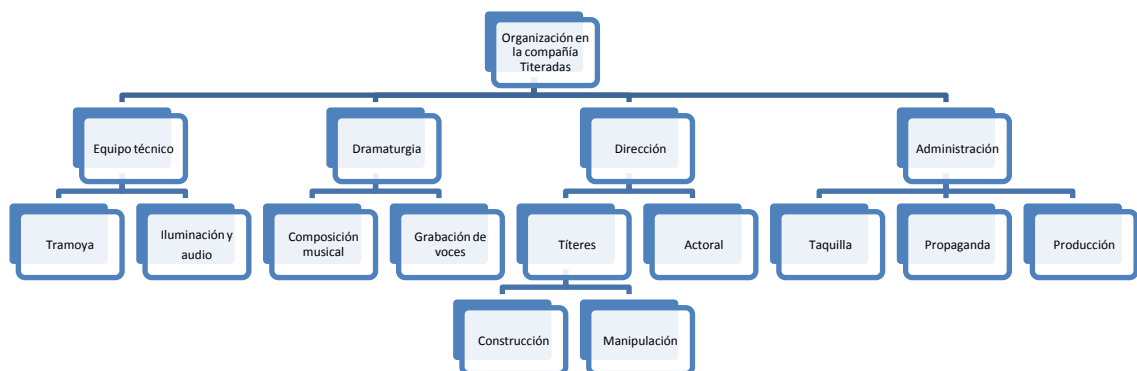 Organización en
la compañía
Titeradas
Equipo técnico
Dramaturgia
Dirección
Administración
Tramoya
Iluminación y
audio
Composición
musical
Grabación de
voces
Títeres
Actoral
Taquilla
Propaganda
Producción
Construcción
Manipulación